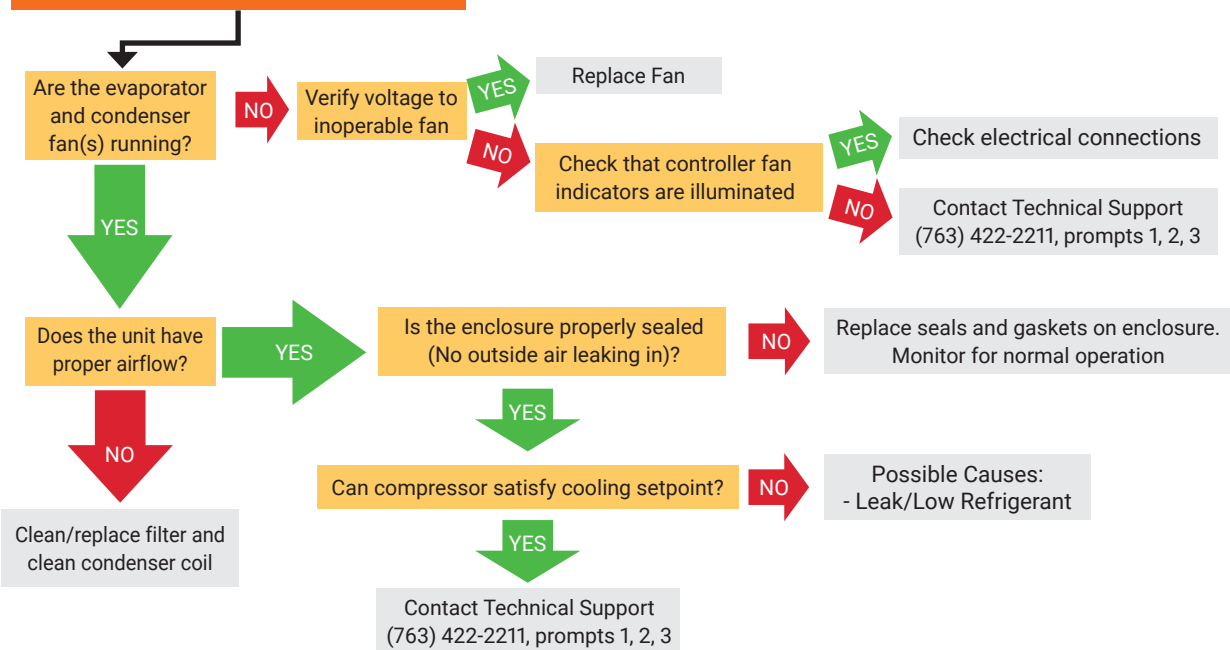 Are the evaporator
and condenser
fan(s) running?
NO
Verify voltage to
inoperable fan
YES
Replace Fan
NO
Check that controller fan
indicators are illuminated
YES
Check electrical connections
NO
Contact Technical Support
(763) 422-2211, prompts 1, 2, 3
YES
Does the unit have
proper airflow?
YES
Is the enclosure properly sealed
(No outside air leaking in)?
NO
Replace seals and gaskets on enclosure.
Monitor for normal operation
NO
Clean/replace filter and
clean condenser coil
YES
Can compressor satisfy cooling setpoint?
NO
Possible Causes:
- Leak/Low Refrigerant
YES
Contact Technical Support
(763) 422-2211, prompts 1, 2, 3